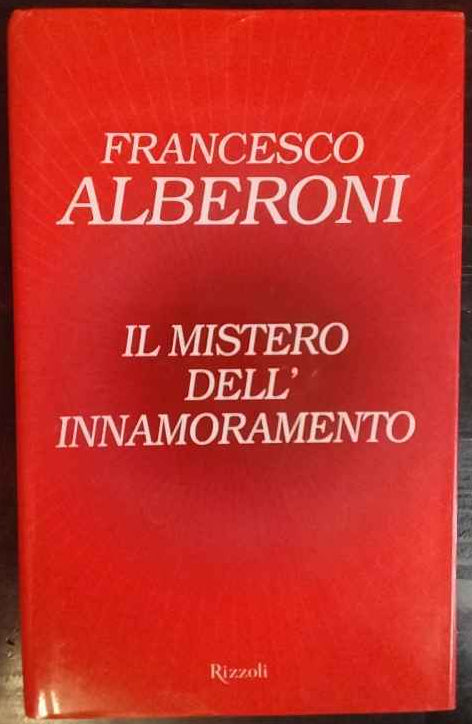 FRANCESCO
ALBERONI
IL MISTERO
DELL'
INNAMORAMENTO
Rizzoli